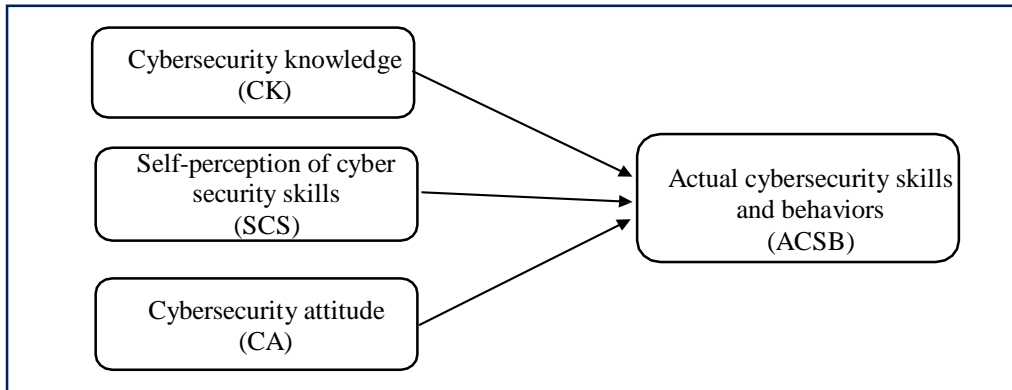 Cybersecurity knowledge
(CK)
Self-perception of cyber
security skills
(SCS)
Cybersecurity attitude
(CA)
Actual cybersecurity skills
and behaviors
(ACSB)